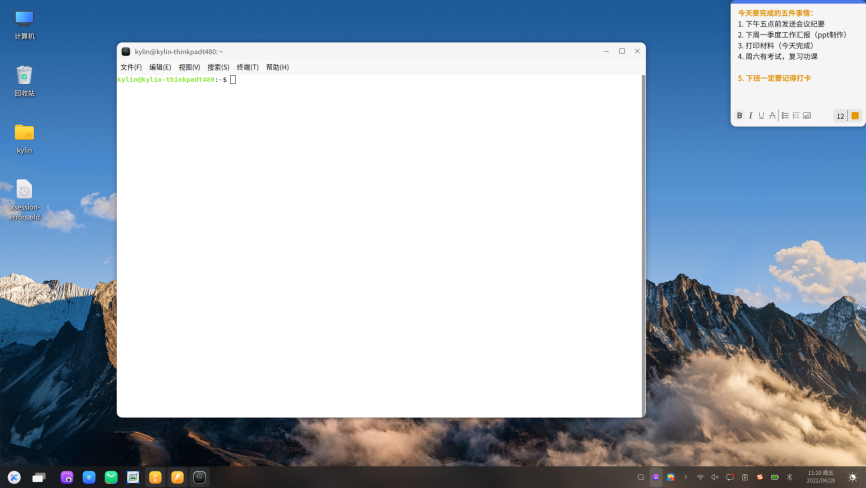 计算机
回收站
kylin
kylin@kylin-thinkpadt480: ~
文件(F) 编辑(E) 视图(V) 搜索(S) 终端(T) 帮助(H)
kylin@kylin-thinkpadt480:~$
今天要完成的五件事情：
1. 下午五点前发送会议纪要
2. 下周一季度工作汇报（ppt制作）
3. 打印材料（今天完成）
4. 周六有考试，复习功课
5. 下班一定要记得打卡
B I U A 12
11:20 周五
2022/04/29